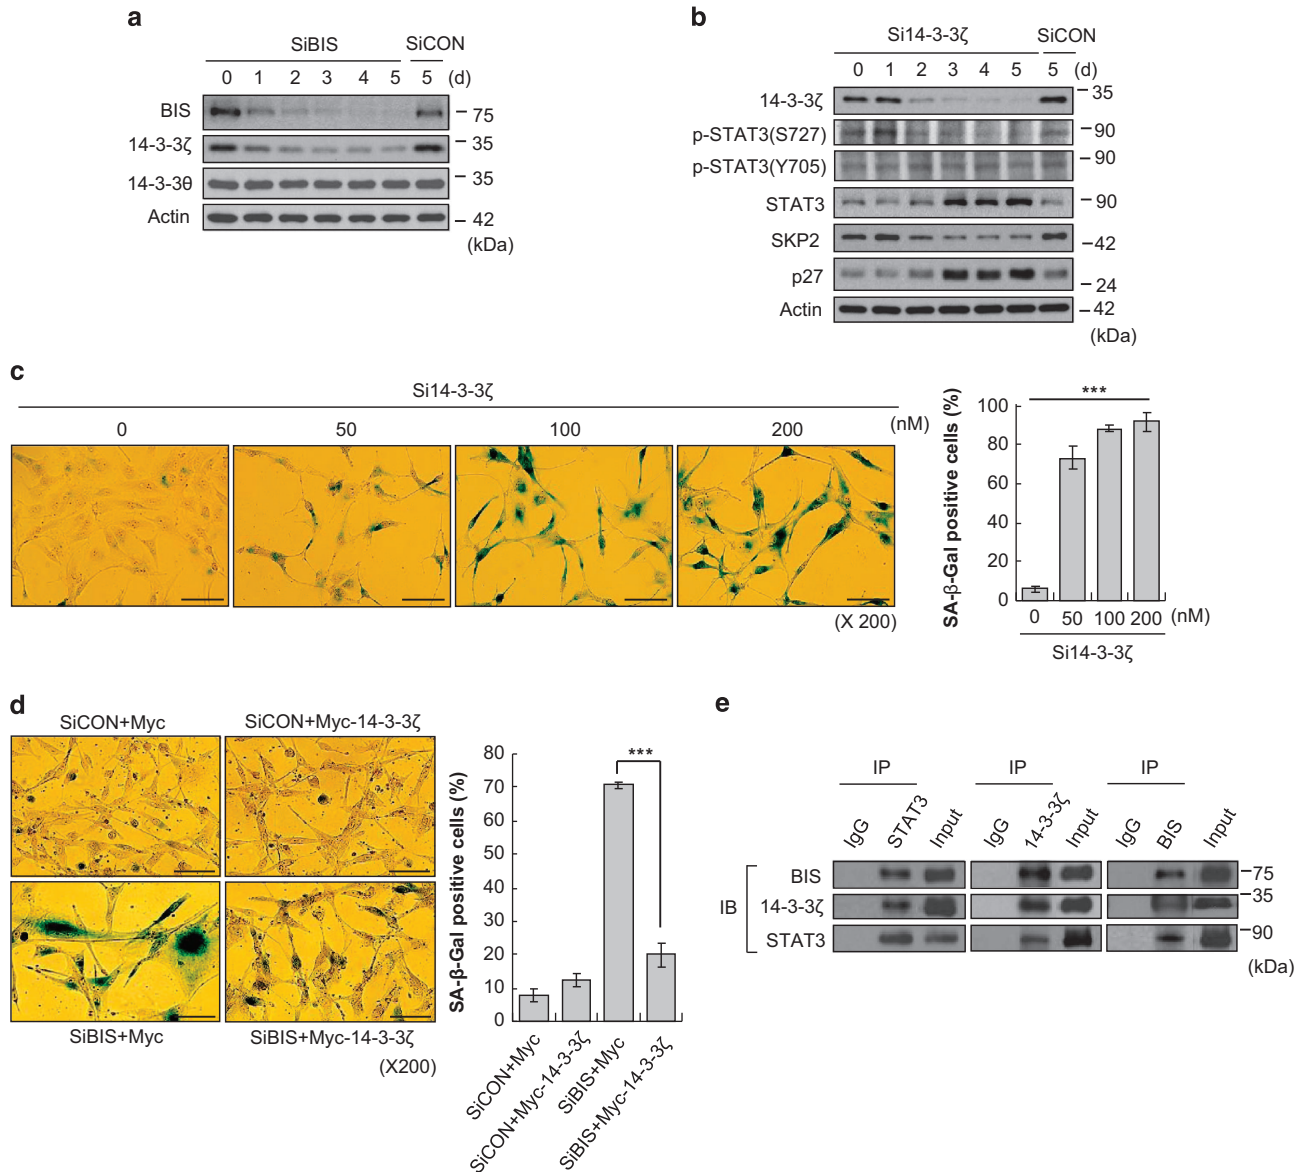 a
SiBIS SiCON
0 1 2 3 4 5 5 (d)
BIS 75
14-3-3ζ 35
14-3-3θ 35
Actin 42
(kDa)
b
Si14-3-3ζ SiCON
0 1 2 3 4 5 5 (d)
14-3-3ζ 35
p-STAT3(S727) 90
p-STAT3(Y705) 90
STAT3 90
SKP2 42
p27 24
Actin 42
(kDa)
c
Si14-3-3ζ
0 50 100 200 (nM)
(X 200)
SA-β-Gal positive cells (%)
100
80
60
40
20
0
***
0 50 100 200 (nM)
Si14-3-3ζ
d
SiCON+Myc SiCON+Myc-14-3-3ζ
SiBIS+Myc SiBIS+Myc-14-3-3ζ
(X200)
SA-β-Gal positive cells (%)
80
70
60
50
40
30
20
10
0
***
SiCON+Myc
SiCON+Myc-14-3-3ζ
SiBIS+Myc
SiBIS+Myc-14-3-3ζ
e
IP IP IP
IgG STAT3 Input IgG 14-3-3ζ Input IgG BIS Input
IB
BIS 75
14-3-3ζ 35
STAT3 90
(kDa)